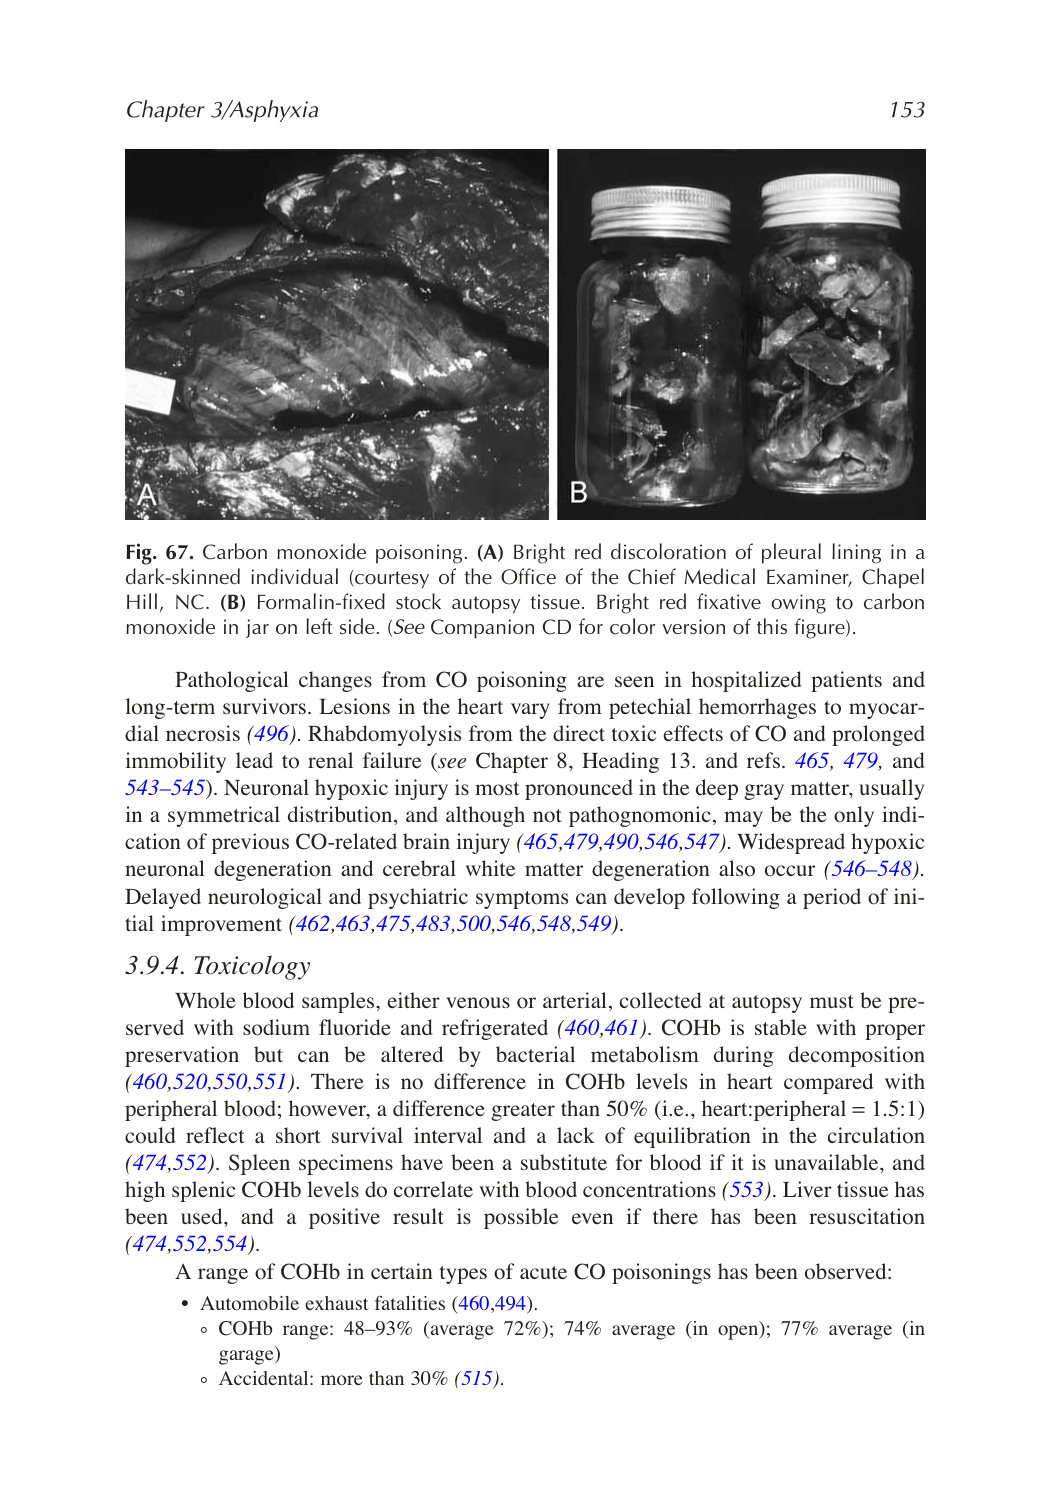 Chapter 3/Asphyxia 153
A
B
Fig. 67. Carbon monoxide poisoning. (A) Bright red discoloration of pleural lining in a
dark-skinned individual (courtesy of the Office of the Chief Medical Examiner, Chapel
Hill, NC. (B) Formalin-fixed stock autopsy tissue. Bright red fixative owing to carbon
monoxide in jar on left side. (See Companion CD for color version of this figure).
Pathological changes from CO poisoning are seen in hospitalized patients and
long-term survivors. Lesions in the heart vary from petechial hemorrhages to myocar-
dial necrosis (496). Rhabdomyolysis from the direct toxic effects of CO and prolonged
immobility lead to renal failure (see Chapter 8, Heading 13. and refs. 465, 479, and
543–545). Neuronal hypoxic injury is most pronounced in the deep gray matter, usually
in a symmetrical distribution, and although not pathognomonic, may be the only indi-
cation of previous CO-related brain injury (465,479,490,546,547). Widespread hypoxic
neuronal degeneration and cerebral white matter degeneration also occur (546–548).
Delayed neurological and psychiatric symptoms can develop following a period of ini-
tial improvement (462,463,475,483,500,546,548,549).
3.9.4. Toxicology
Whole blood samples, either venous or arterial, collected at autopsy must be pre-
served with sodium fluoride and refrigerated (460,461). COHb is stable with proper
preservation but can be altered by bacterial metabolism during decomposition
(460,520,550,551). There is no difference in COHb levels in heart compared with
peripheral blood; however, a difference greater than 50% (i.e., heart:peripheral = 1.5:1)
could reflect a short survival interval and a lack of equilibration in the circulation
(474,552). Spleen specimens have been a substitute for blood if it is unavailable, and
high splenic COHb levels do correlate with blood concentrations (553). Liver tissue has
been used, and a positive result is possible even if there has been resuscitation
(474,552,554).
A range of COHb in certain types of acute CO poisonings has been observed:
• Automobile exhaust fatalities (460,494).
∘ COHb range: 48–93% (average 72%); 74% average (in open); 77% average (in
garage)
∘ Accidental: more than 30% (515).